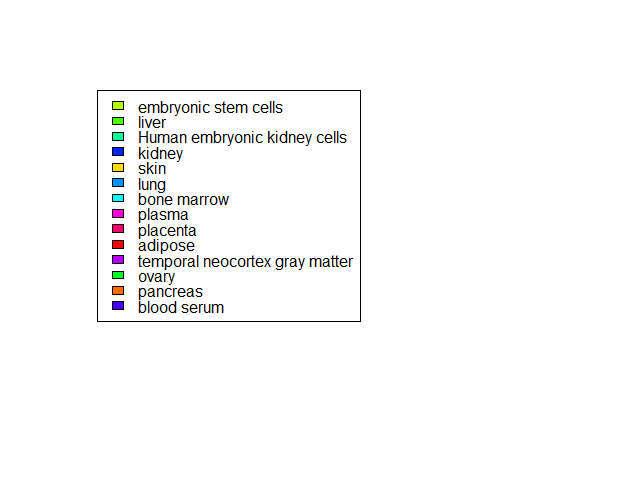 embryonic stem cells
liver
Human embryonic kidney cells
kidney
skin
lung
bone marrow
plasma
placenta
adipose
temporal neocortex gray matter
ovary
pancreas
blood serum